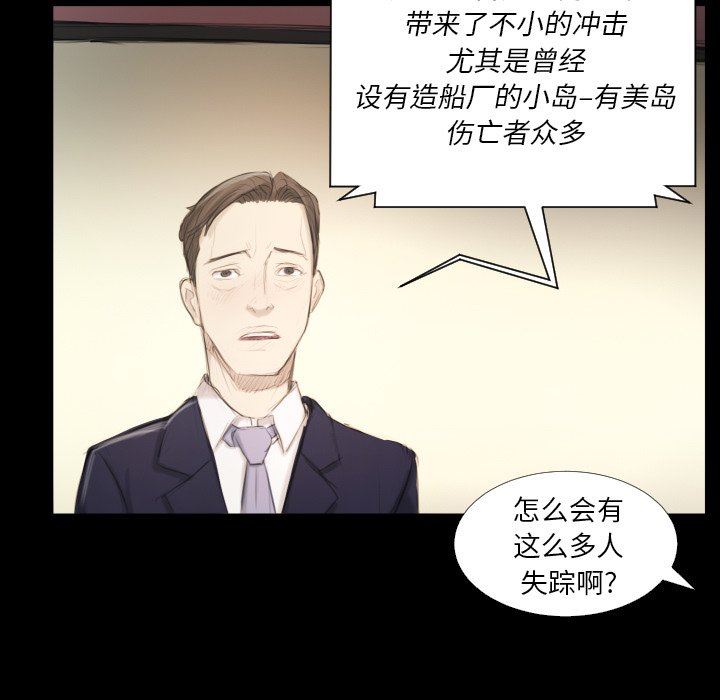 带来了不小的冲击
尤其是曾经
设有造船厂的小岛–有美岛
伤亡者众多
怎么会有
这么多人
失踪啊?